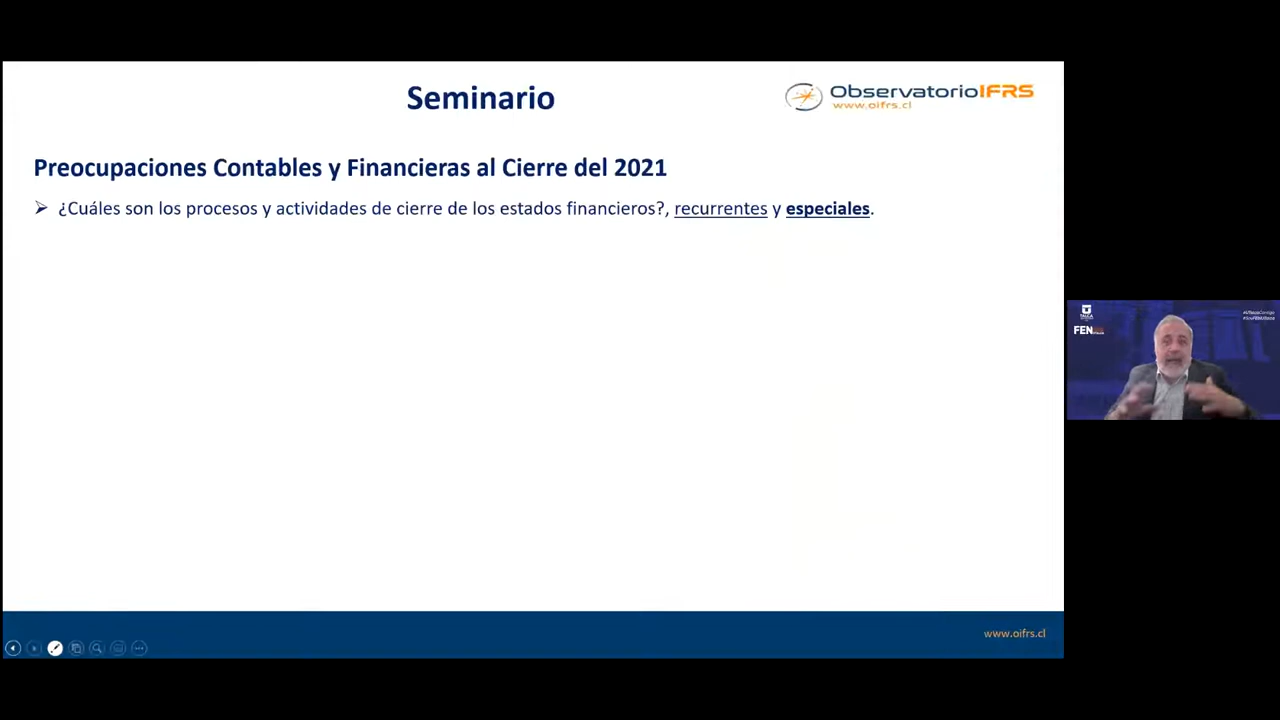 Seminario
ObservatorioIFRS
www.oifrs.cl
Preocupaciones Contables y Financieras al Cierre del 2021
➢ ¿Cuáles son los procesos y actividades de cierre de los estados financieros?, recurrentes y especiales.
TALCA
FEN
www.oifrs.cl